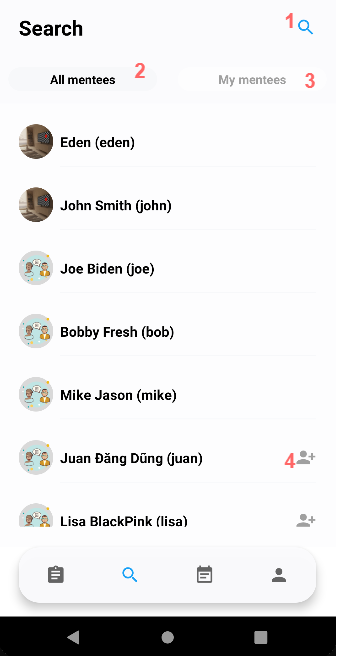 Search
1
All mentees
2
My mentees
3
Eden (eden)
John Smith (john)
Joe Biden (joe)
Bobby Fresh (bob)
Mike Jason (mike)
Juan Đăng Dũng (juan)
4
Lisa BlackPink (lisa)